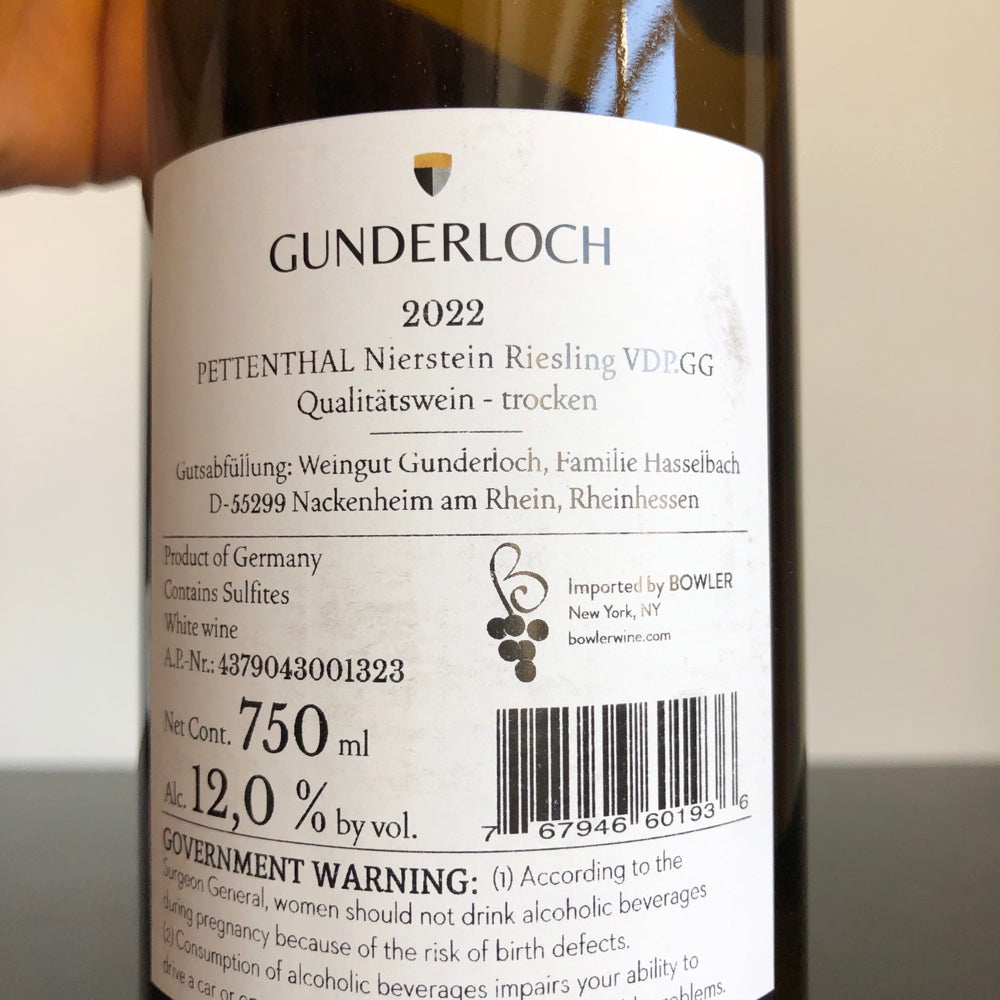 GUNDERLOCH
2022
PETTENTHAL Nierstein Riesling VDP.GG
Qualitätswein - trocken
Gutsabfüllung: Weingut Gunderloch, Familie Hasselbach
D-55299 Nackenheim am Rhein, Rheinhessen
Product of Germany
Contains Sulfites
White wine
A.P.-Nr.: 4379043001323
Net Cont. 750 ml
Alc. 12,0 % by vol.
B
Imported by BOWLER
New York, NY
bowlerwine.com
7 67946 60193 6
GOVERNMENT WARNING: (1) According to the
Surgeon General, women should not drink alcoholic beverages
during pregnancy because of the risk of birth defects.
(2) Consumption of alcoholic beverages impairs your ability to
drive a car or